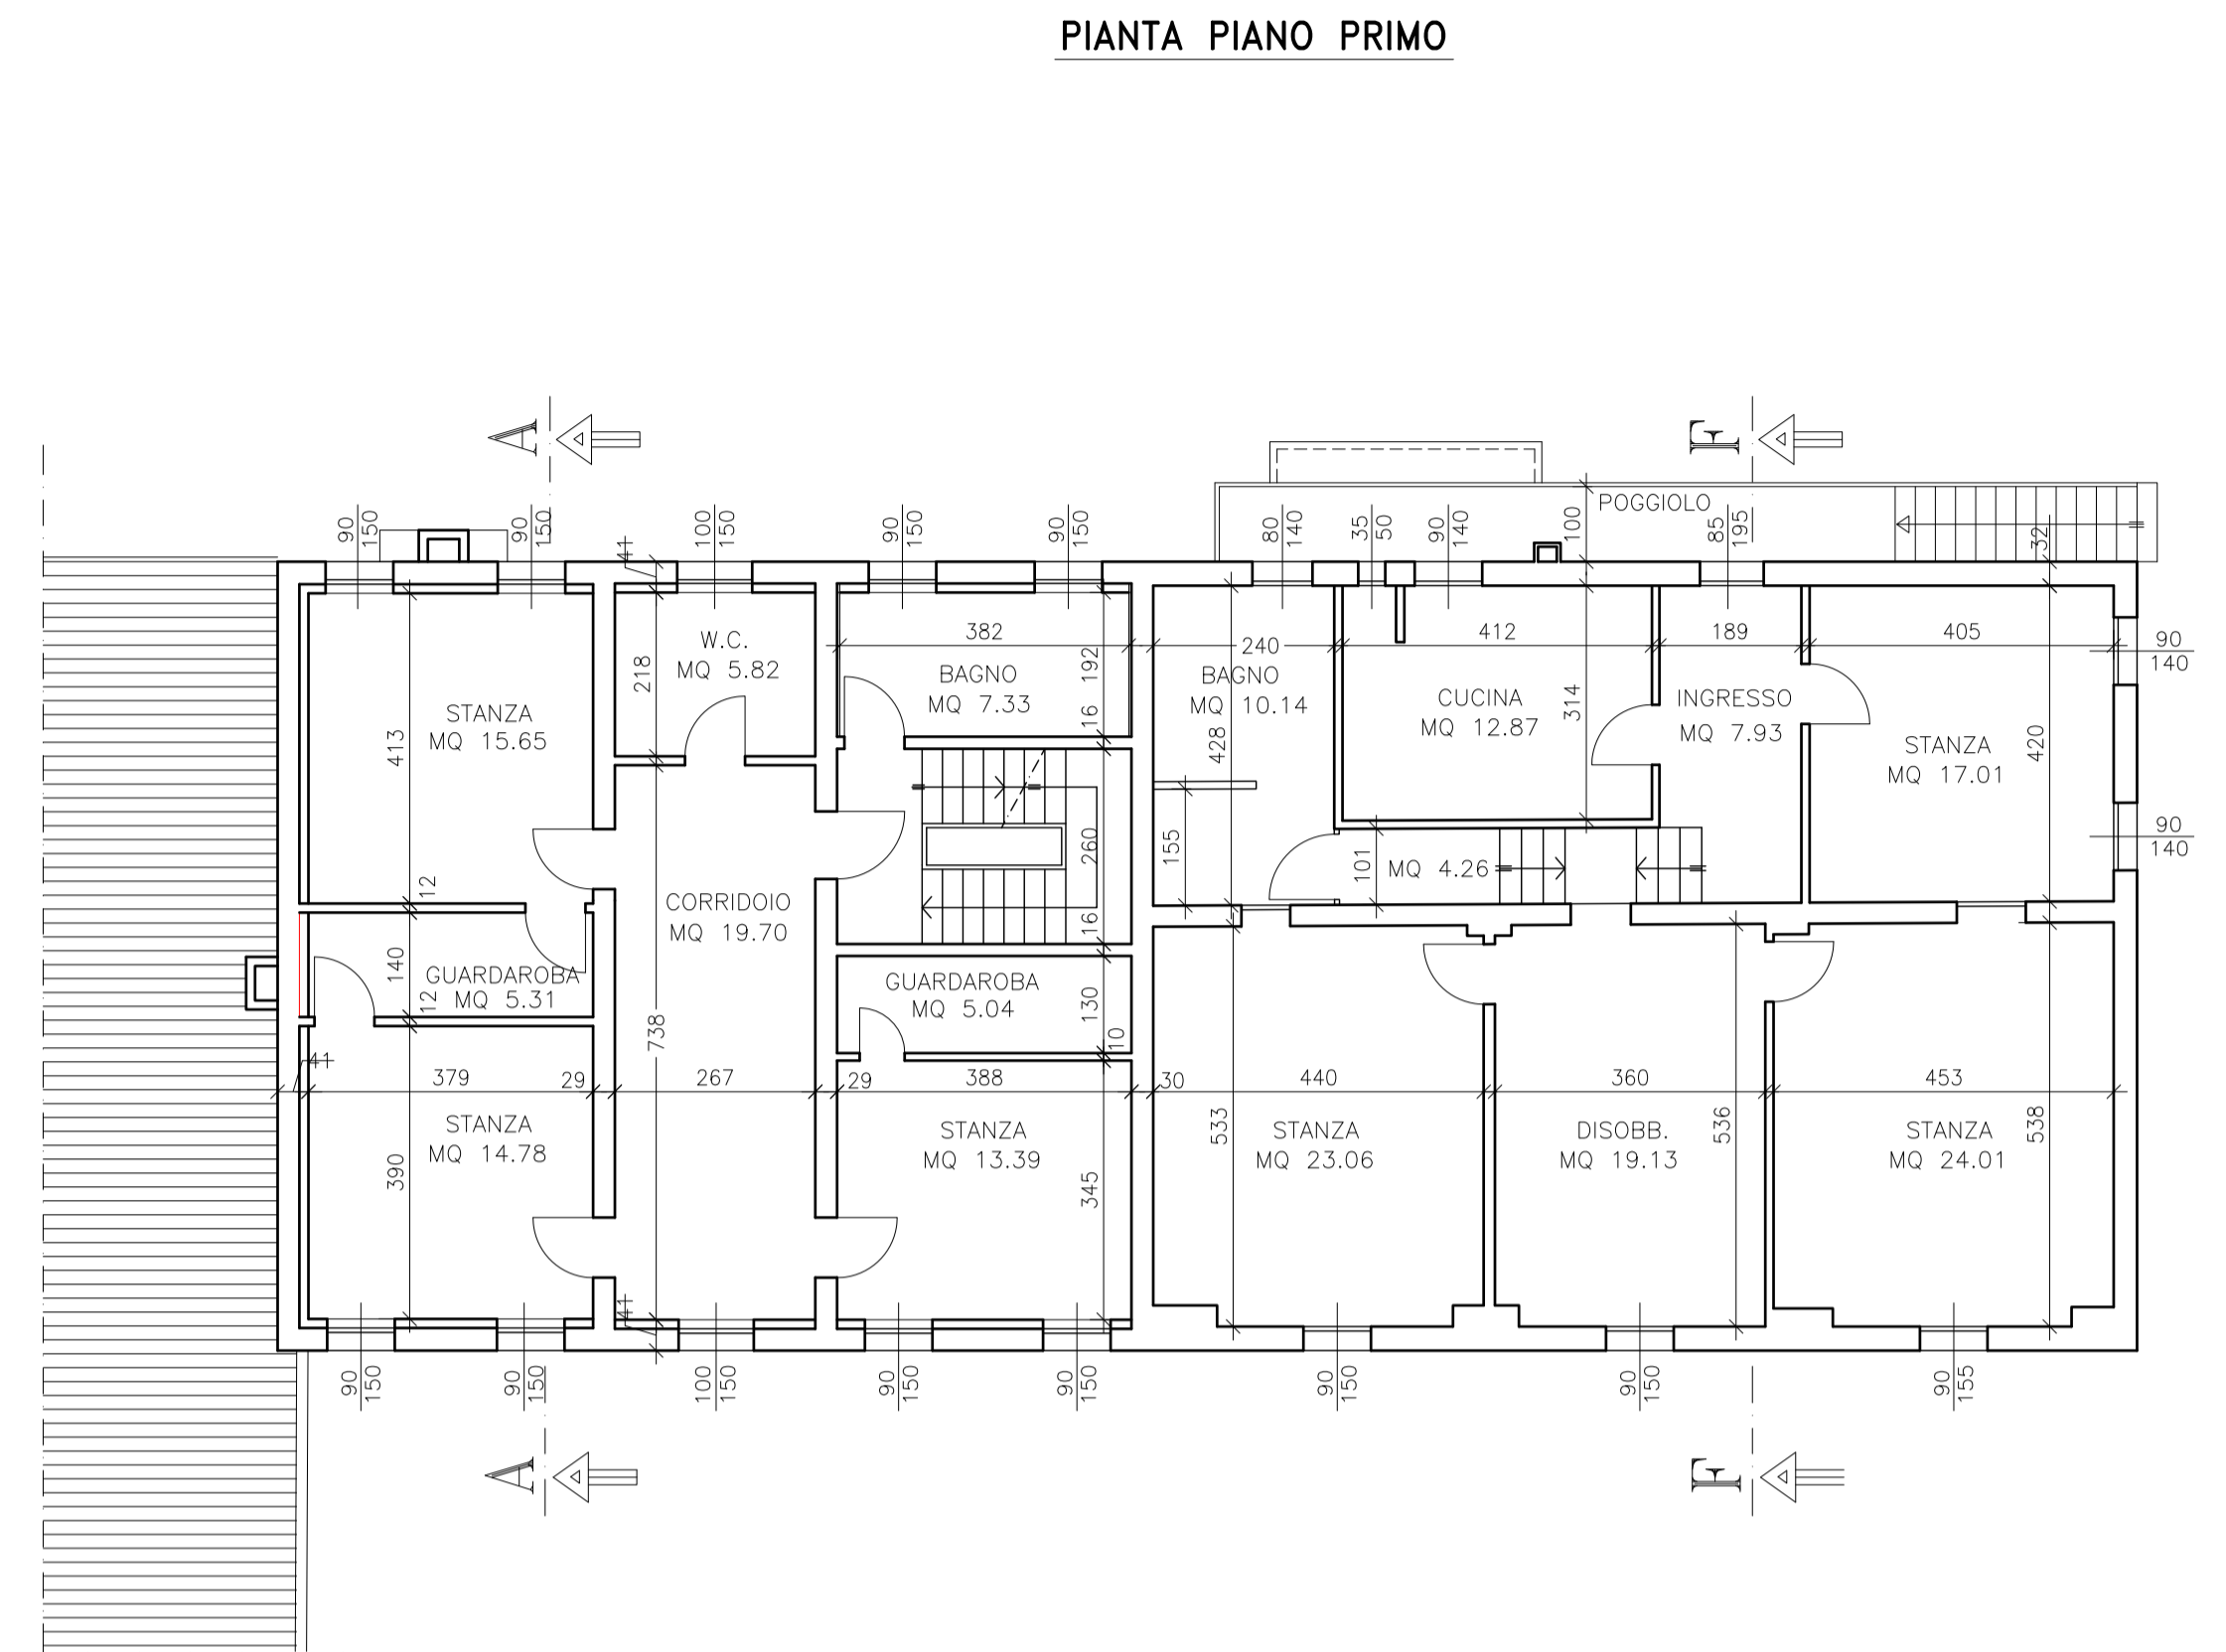 PIANTA PIANO PRIMO
A
F
POGGIOLO
100
32
90
150
90
150
41
100
150
90
150
90
150
80
140
35
50
90
140
85
195
W.C.
MQ 5.82
218
382
BAGNO
MQ 7.33
192
16
240
BAGNO
MQ 10.14
428
412
CUCINA
MQ 12.87
314
189
INGRESSO
MQ 7.93
405
STANZA
MQ 17.01
420
90
140
90
140
STANZA
MQ 15.65
413
12
155
101
MQ 4.26
260
16
CORRIDOIO
MQ 19.70
738
140
GUARDAROBA
MQ 5.31
12
GUARDAROBA
MQ 5.04
130
10
41
379
29
267
29
388
30
440
360
453
STANZA
MQ 14.78
390
STANZA
MQ 13.39
345
533
STANZA
MQ 23.06
DISOBB.
MQ 19.13
536
STANZA
MQ 24.01
538
41
90
150
90
150
100
150
90
150
90
150
90
150
90
150
90
155
A
F